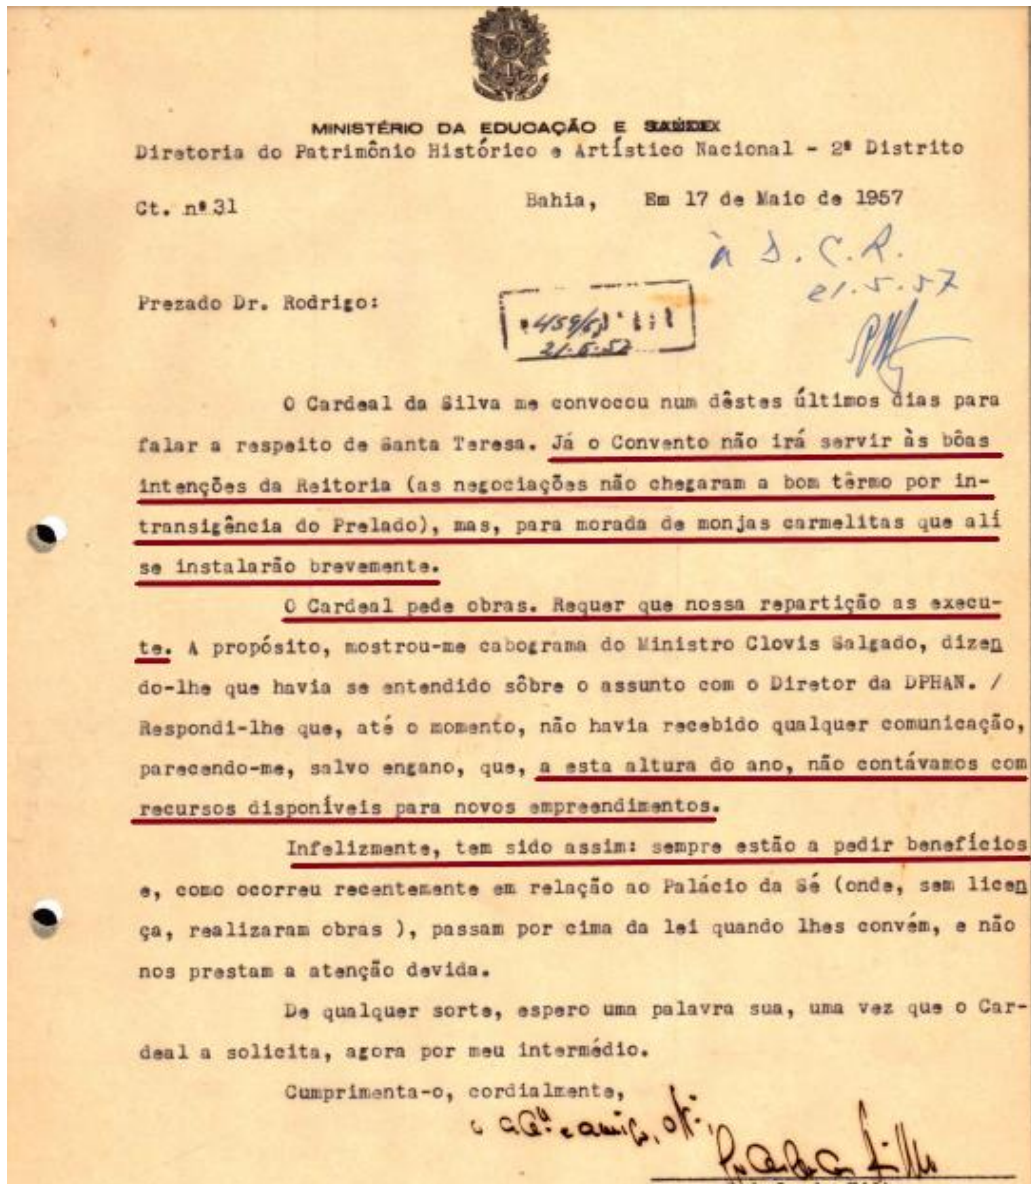 MINISTÉRIO DA EDUCAÇÃO E SAÚDE
Diretoria do Patrimônio Histórico e Artístico Nacional - 2º Distrito
Ct. nº 31
Bahia, Em 17 de Maio de 1957
à D. C. R.
21.5.57
Prezado Dr. Rodrigo:
21.5.57
O Cardeal da Silva me convocou num dêstes últimos dias para
falar a respeito de Santa Teresa. Já o Convento não irá servir às bôas
intenções da Reitoria (as negociações não chegaram a bom têrmo por in-
transigência do Prelado), mas, para morada de monjas carmelitas que alí
se instalarão brevemente.
O Cardeal pede obras. Requer que nossa repartição as execu-
te. A propósito, mostrou-me cabograma do Ministro Clovis Salgado, dizen
do-lhe que havia se entendido sôbre o assunto com o Diretor da DPHAN. /
Respondi-lhe que, até o momento, não havia recebido qualquer comunicação,
parecendo-me, salvo engano, que, a esta altura do ano, não contávamos com
recursos disponíveis para novos empreendimentos.
Infelizmente, tem sido assim: sempre estão a pedir benefícios
e, como ocorreu recentemente em relação ao Palácio da Sé (onde, sem licen
ça, realizaram obras ), passam por cima da lei quando lhes convém, e não
nos prestam a atenção devida.
De qualquer sorte, espero uma palavra sua, uma vez que o Car-
deal a solicita, agora por meu intermédio.
Cumprimenta-o, cordialmente,